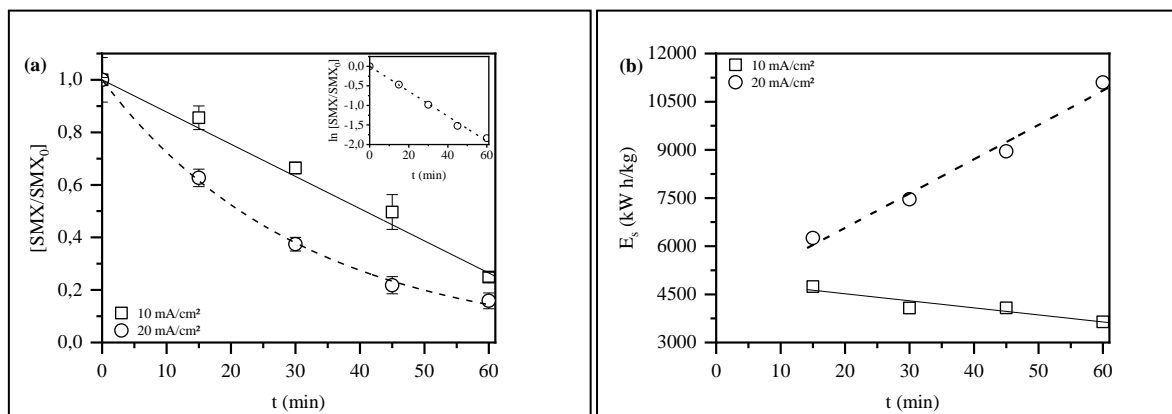 (a)
1,0
0,8
0,6
0,4
0,2
0,0
[SMX/SMX₀]
0 10 20 30 40 50 60
t (min)
10 mA/cm²
20 mA/cm²
0,0
-0,5
-1,0
-1,5
-2,0
ln [SMX/SMX₀]
0 20 40 60
t (min)
(b)
10 mA/cm²
20 mA/cm²
12000
10500
9000
7500
6000
4500
3000
Eₛ (kW h/kg)
0 10 20 30 40 50 60
t (min)